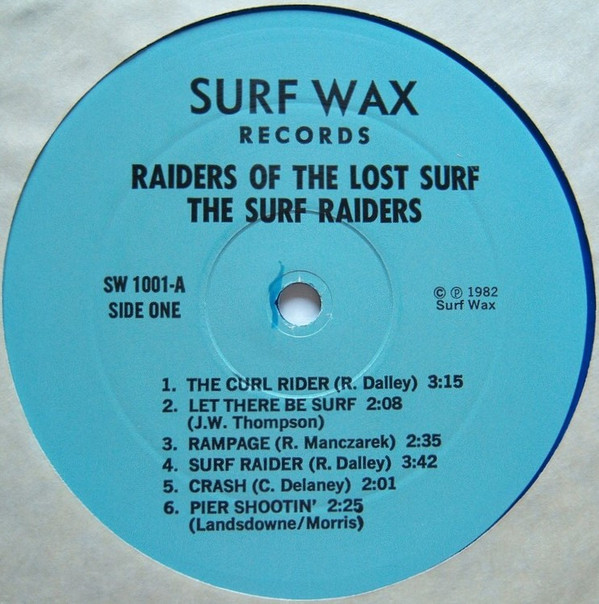 SURF WAX
RECORDS
RAIDERS OF THE LOST SURF
THE SURF RAIDERS
SW 1001-A
SIDE ONE
© ℗ 1982
Surf Wax
1. THE CURL RIDER (R. Dalley) 3:15
2. LET THERE BE SURF 2:08
(J.W. Thompson)
3. RAMPAGE (R. Manczarek) 2:35
4. SURF RAIDER (R. Dalley) 3:42
5. CRASH (C. Delaney) 2:01
6. PIER SHOOTIN' 2:25
(Landsdowne/Morris)